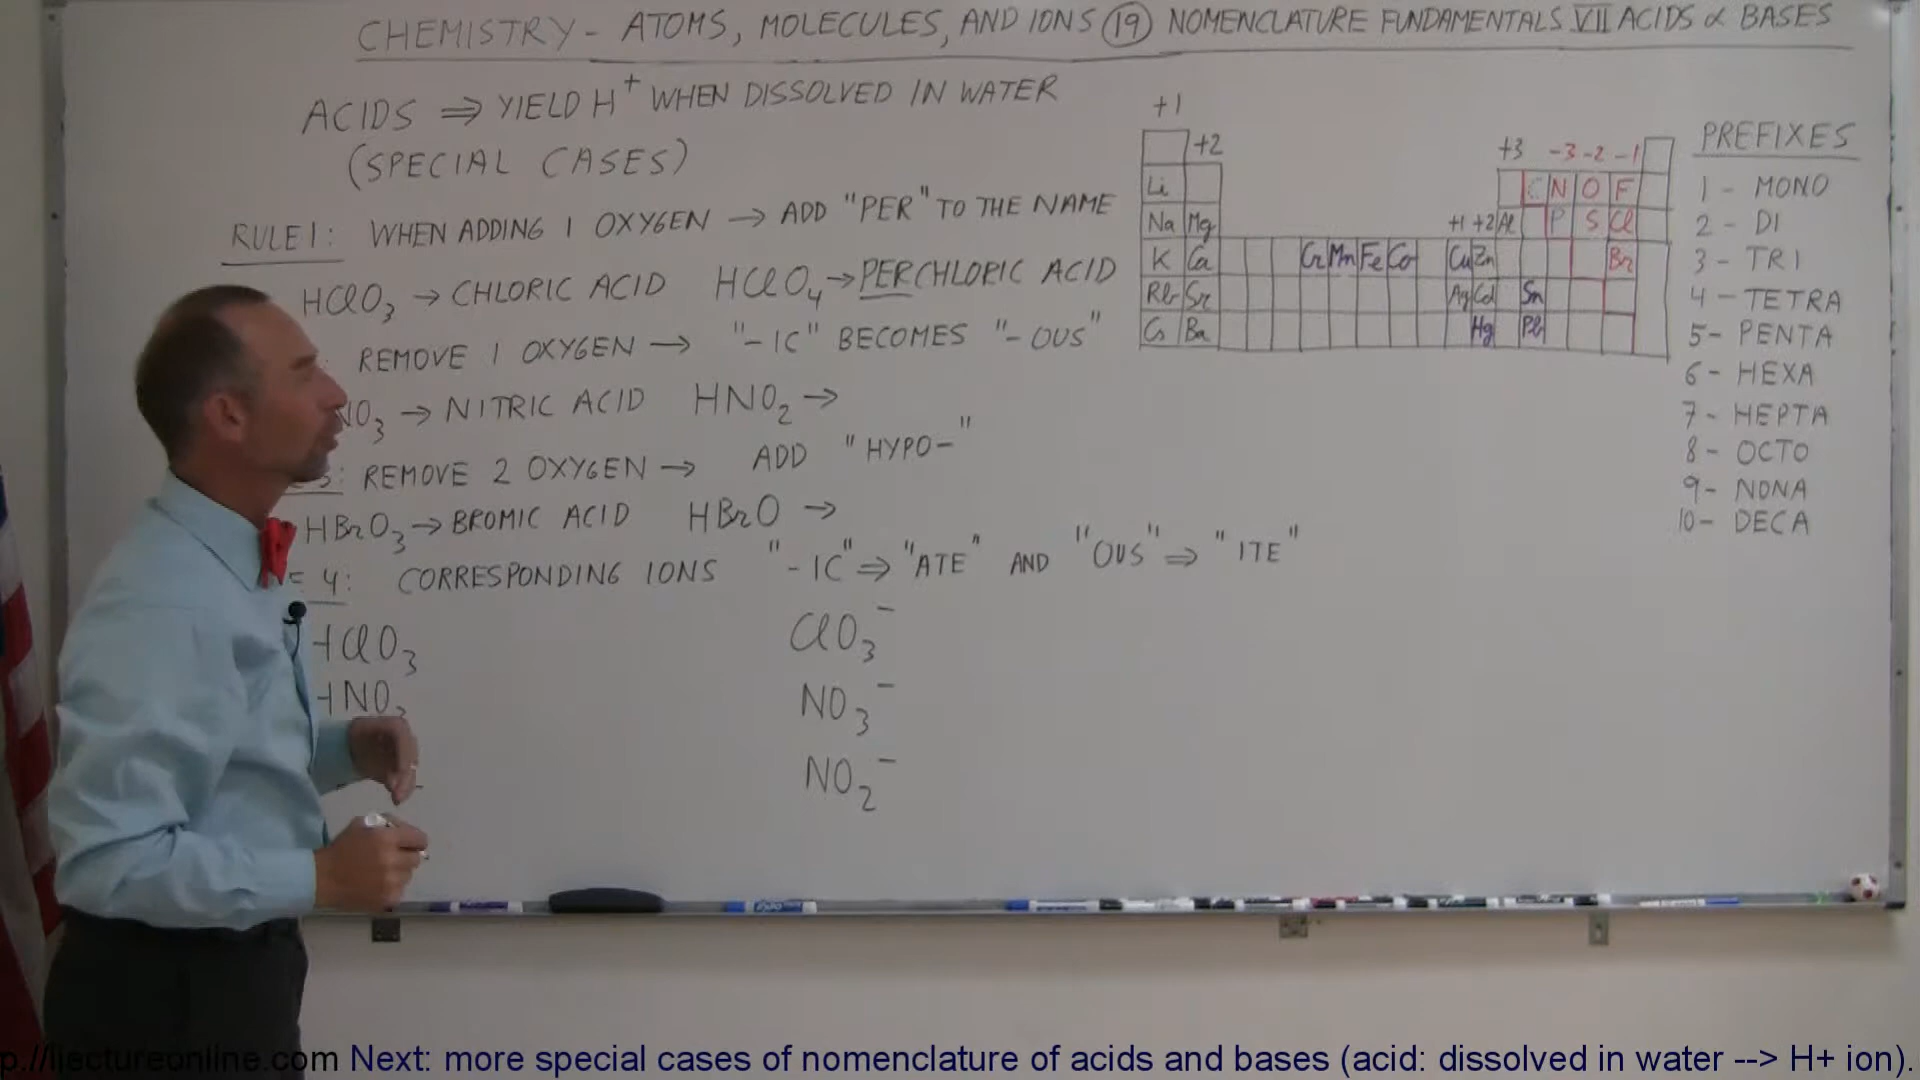 CHEMISTRY - ATOMS, MOLECULES, AND IONS ⑲ NOMENCLATURE FUNDAMENTALS VII ACIDS & BASES
ACIDS ⇒ YIELD H⁺ WHEN DISSOLVED IN WATER
(SPECIAL CASES)
RULE 1: WHEN ADDING 1 OXYGEN → ADD "PER" TO THE NAME
HClO₃ → CHLORIC ACID HClO₄ → PERCHLORIC ACID
: REMOVE 1 OXYGEN → "-IC" BECOMES "-OUS"
NO₃ → NITRIC ACID HNO₂ →
3: REMOVE 2 OXYGEN → ADD "HYPO-"
HBrO₃ → BROMIC ACID HBrO →
E 4: CORRESPONDING IONS "-IC" ⇒ "ATE" AND "OUS" ⇒ "ITE"
HClO₃ ClO₃⁻
HNO₃ NO₃⁻
NO₂⁻
+1
+2 +3 -3 -2 -1
Li C N O F
Na Mg +1 +2 Al P S Cl
K Ca Cr Mn Fe Co Cu Zn Br
Rb Sr Ag Cd Sn
Cs Ba Hg Pb
PREFIXES
1 - MONO
2 - DI
3 - TRI
4 - TETRA
5 - PENTA
6 - HEXA
7 - HEPTA
8 - OCTO
9 - NONA
10 - DECA
p://ilectureonline.com Next: more special cases of nomenclature of acids and bases (acid: dissolved in water --> H+ ion).